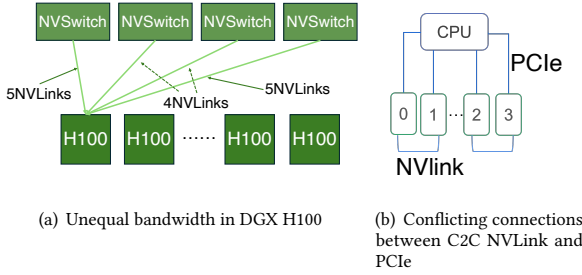 NVSwitch NVSwitch NVSwitch NVSwitch
5NVLinks 4NVLinks 5NVLinks
H100 H100 ...... H100 H100
(a) Unequal bandwidth in DGX H100
CPU
PCIe
0 1 ... 2 3
NVlink
(b) Conflicting connections
between C2C NVLink and
PCIe